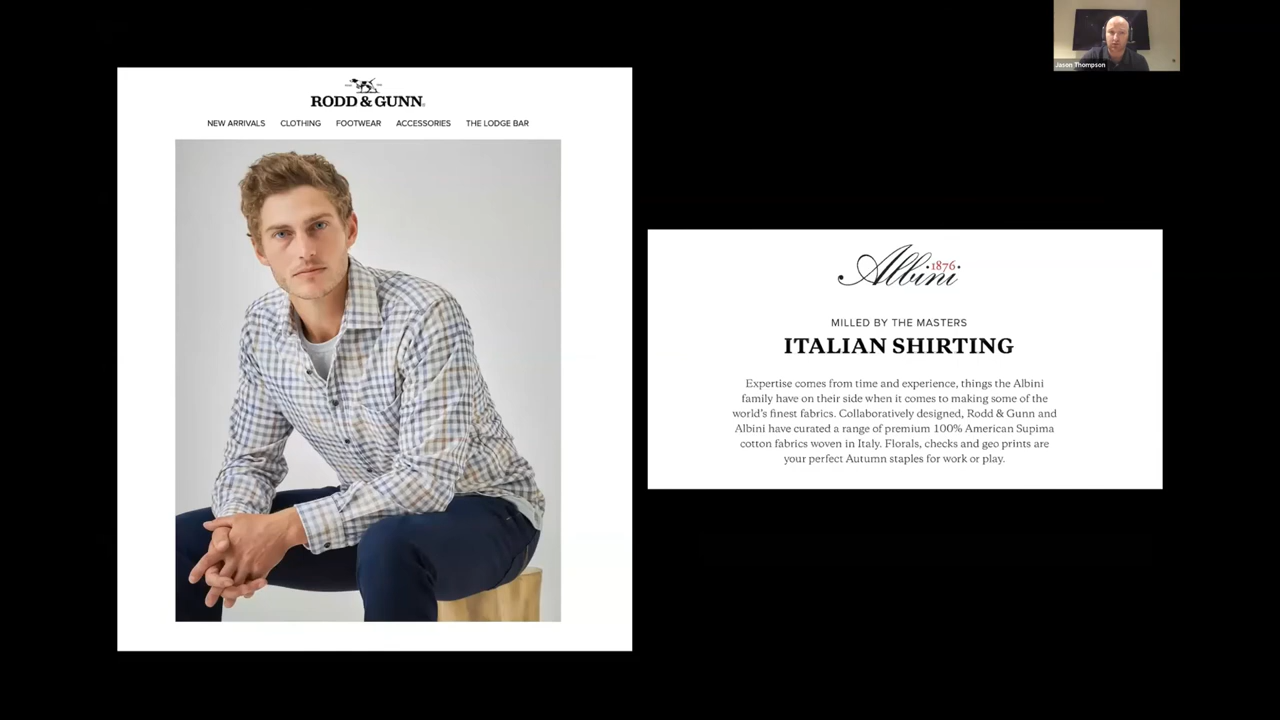 Jason Thompson
RODD & GUNN
NEW ARRIVALS CLOTHING FOOTWEAR ACCESSORIES THE LODGE BAR
Albini
·1876·
MILLED BY THE MASTERS
ITALIAN SHIRTING
Expertise comes from time and experience, things the Albini
family have on their side when it comes to making some of the
world's finest fabrics. Collaboratively designed, Rodd & Gunn and
Albini have curated a range of premium 100% American Supima
cotton fabrics woven in Italy. Florals, checks and geo prints are
your perfect Autumn staples for work or play.